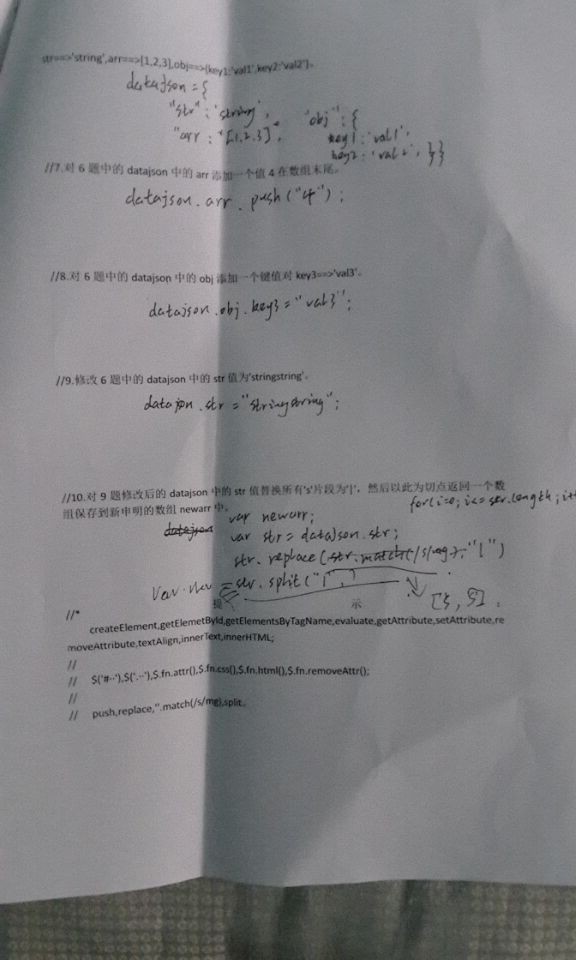 str==>'string',arr==>[1,2,3],obj==>{key1:'val1',key2:'val2'}。
datajson = {
"str":'string',
"arr:'[1,2,3],
"obj":{
key1:'val1',
key2:'val2', }}
//7.对 6 题中的 datajson 中的 arr 添加一个值 4 在数组末尾。
datajson.arr.push("4");
//8.对 6 题中的 datajson 中的 obj 添加一个键值对 key3==>'val3'。
datajson.obj.key3="val3";
//9.修改 6 题中的 datajson 中的 str 值为'stringstring'。
datajson.str="stringstring";
//10.对 9 题修改后的 datajson 中的 str 值替换所有's'片段为'|'，然后以此为切点返回一个数
组保存到新申明的数组 newarr 中。
for(i=0;i<=str.length;i+
datajson var newarr;
var str=datajson.str;
str.replace(str.match(/s/mg),"|")
=str.split("|",)
[s,s].
//* 提 示
createElement,getElemetById,getElementsByTagName,evaluate,getAttribute,setAttribute,re
moveAttribute,textAlign,innerText,innerHTML;
//
// $('#··'),$('.··'),$.fn.attr(),$.fn.css(),$.fn.html(),$.fn.removeAttr();
//
// push,replace,''.match(/s/mg),split。